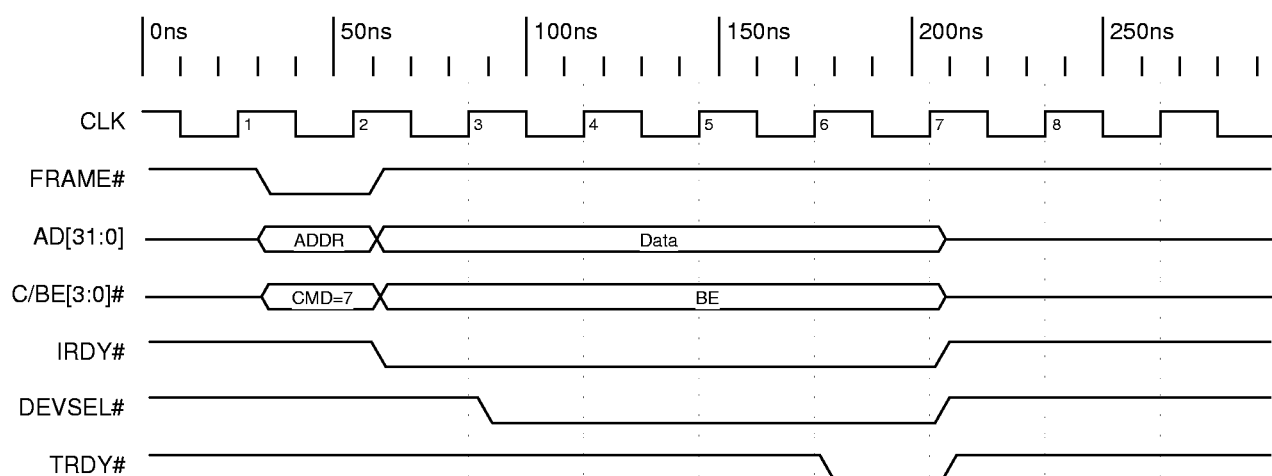 0ns 50ns 100ns 150ns 200ns 250ns
CLK 1 2 3 4 5 6 7 8
FRAME#
AD[31:0] ADDR Data
C/BE[3:0]# CMD=7 BE
IRDY#
DEVSEL#
TRDY#